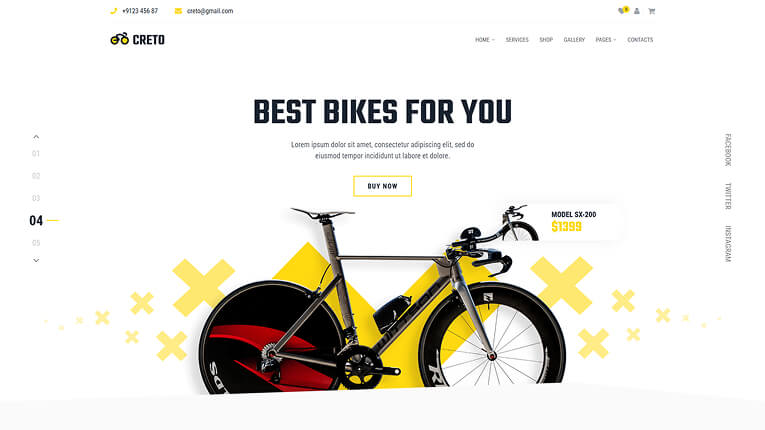 +9123 456 87
creto@gmail.com
6
CRETO
HOME
SERVICES
SHOP
GALLERY
PAGES
CONTACTS
BEST BIKES FOR YOU
Lorem ipsum dolor sit amet, consectetur adipiscing elit, sed do
eiusmod tempor incididunt ut labore et dolore.
BUY NOW
01
02
03
04
05
FACEBOOK
TWITTER
INSTAGRAM
MODEL SX-200
$1399